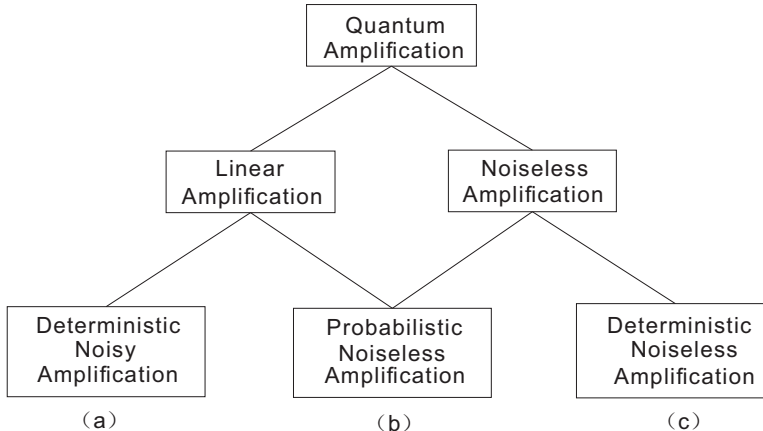 Quantum
Amplification
Linear
Amplification
Noiseless
Amplification
Deterministic
Noisy
Amplification
Probabilistic
Noiseless
Amplification
Deterministic
Noiseless
Amplification
（a）
（b）
（c）